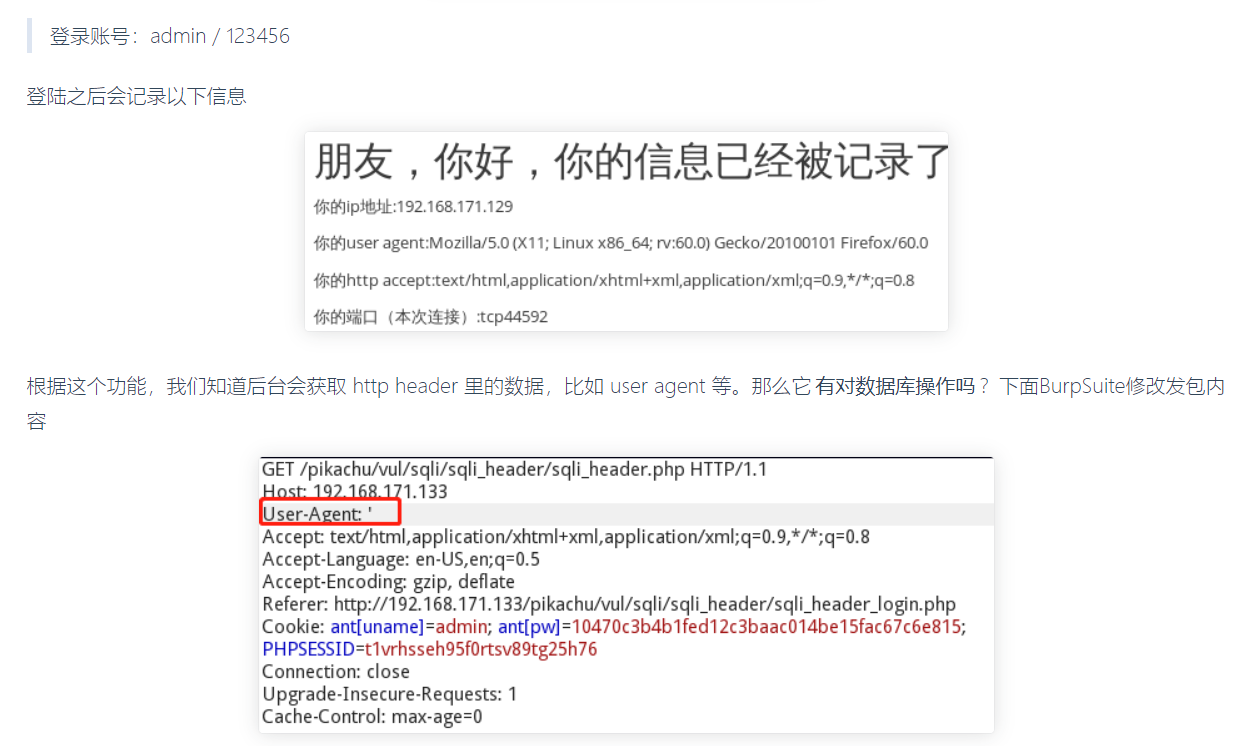 登录账号：admin / 123456
登陆之后会记录以下信息
朋友，你好，你的信息已经被记录了
你的ip地址:192.168.171.129
你的user agent:Mozilla/5.0 (X11; Linux x86_64; rv:60.0) Gecko/20100101 Firefox/60.0
你的http accept:text/html,application/xhtml+xml,application/xml;q=0.9,*/*;q=0.8
你的端口（本次连接）:tcp44592
根据这个功能，我们知道后台会获取 http header 里的数据，比如 user agent 等。那么它有对数据库操作吗？下面BurpSuite修改发包内
容
GET /pikachu/vul/sqli/sqli_header/sqli_header.php HTTP/1.1
Host: 192.168.171.133
User-Agent: '
Accept: text/html,application/xhtml+xml,application/xml;q=0.9,*/*;q=0.8
Accept-Language: en-US,en;q=0.5
Accept-Encoding: gzip, deflate
Referer: http://192.168.171.133/pikachu/vul/sqli/sqli_header/sqli_header_login.php
Cookie: ant[uname]=admin; ant[pw]=10470c3b4b1fed12c3baac014be15fac67c6e815;
PHPSESSID=t1vrhsseh95f0rtsv89tg25h76
Connection: close
Upgrade-Insecure-Requests: 1
Cache-Control: max-age=0